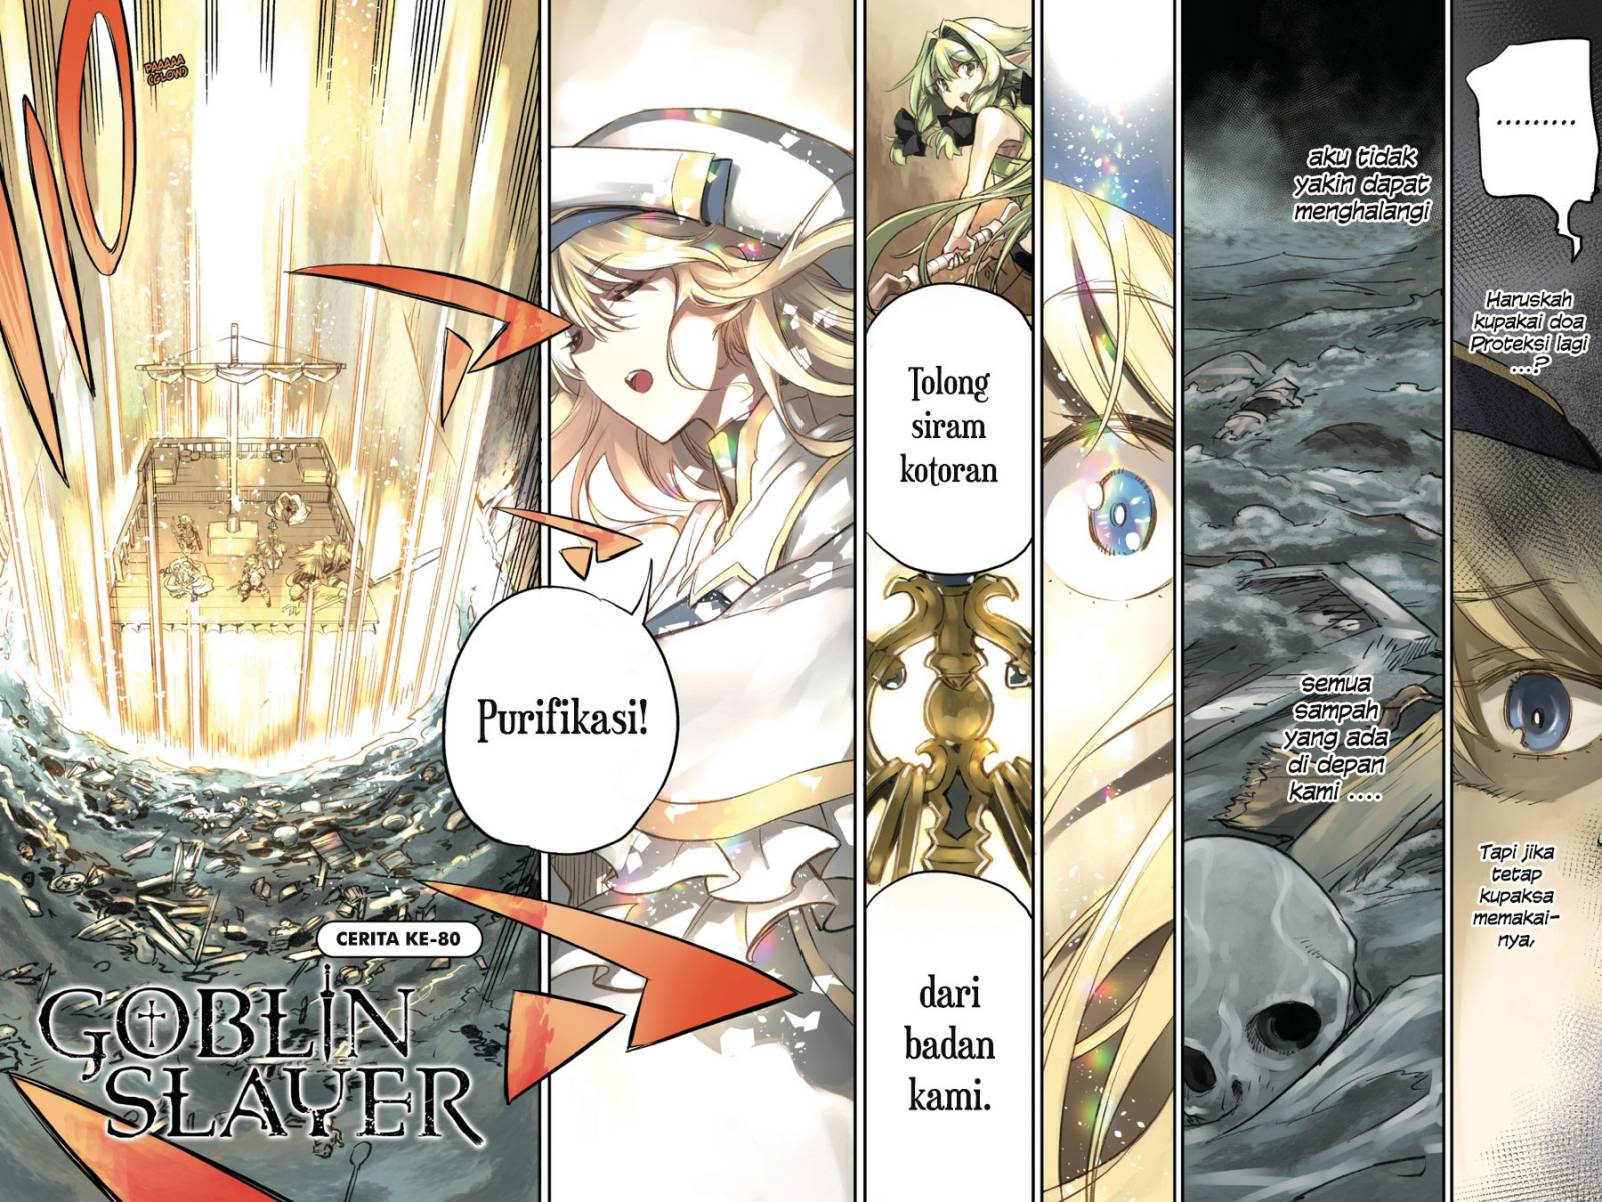 .........
Haruskah
kupakai doa
Proteksi lagi
...?
Tapi jika
tetap
kupaksa
memakai-
nya,
aku tidak
yakin dapat
menghalangi
semua
sampah
yang ada
di depan
kami ....
Tolong
siram
kotoran
dari
badan
kami.
Purifikasi!
PAAAAA
(GLOW)
CERITA KE-80
GOBLIN
SLAYER